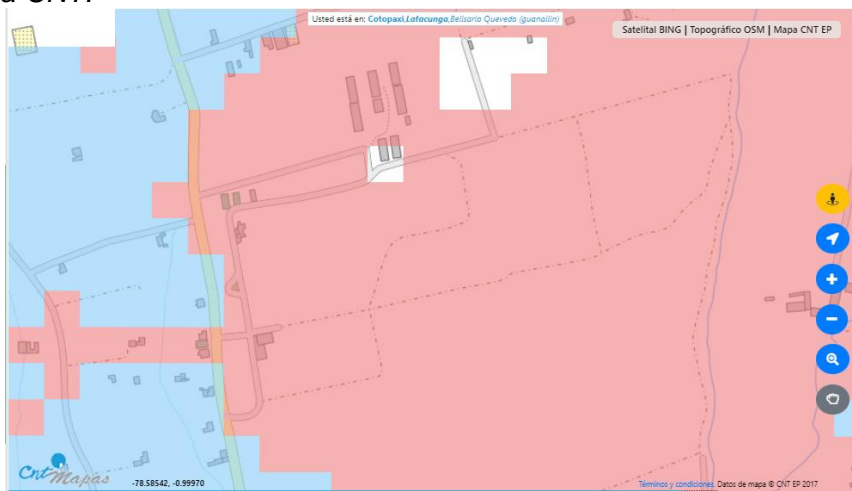 a CNT.
Usted está en: Cotopaxi,Latacunga,Belisario Quevedo (guanailín)
Satelital BING | Topográfico OSM | Mapa CNT EP
Cnt Mapas
-78.58542, -0.99970
Términos y condiciones. Datos de mapa © CNT EP 2017